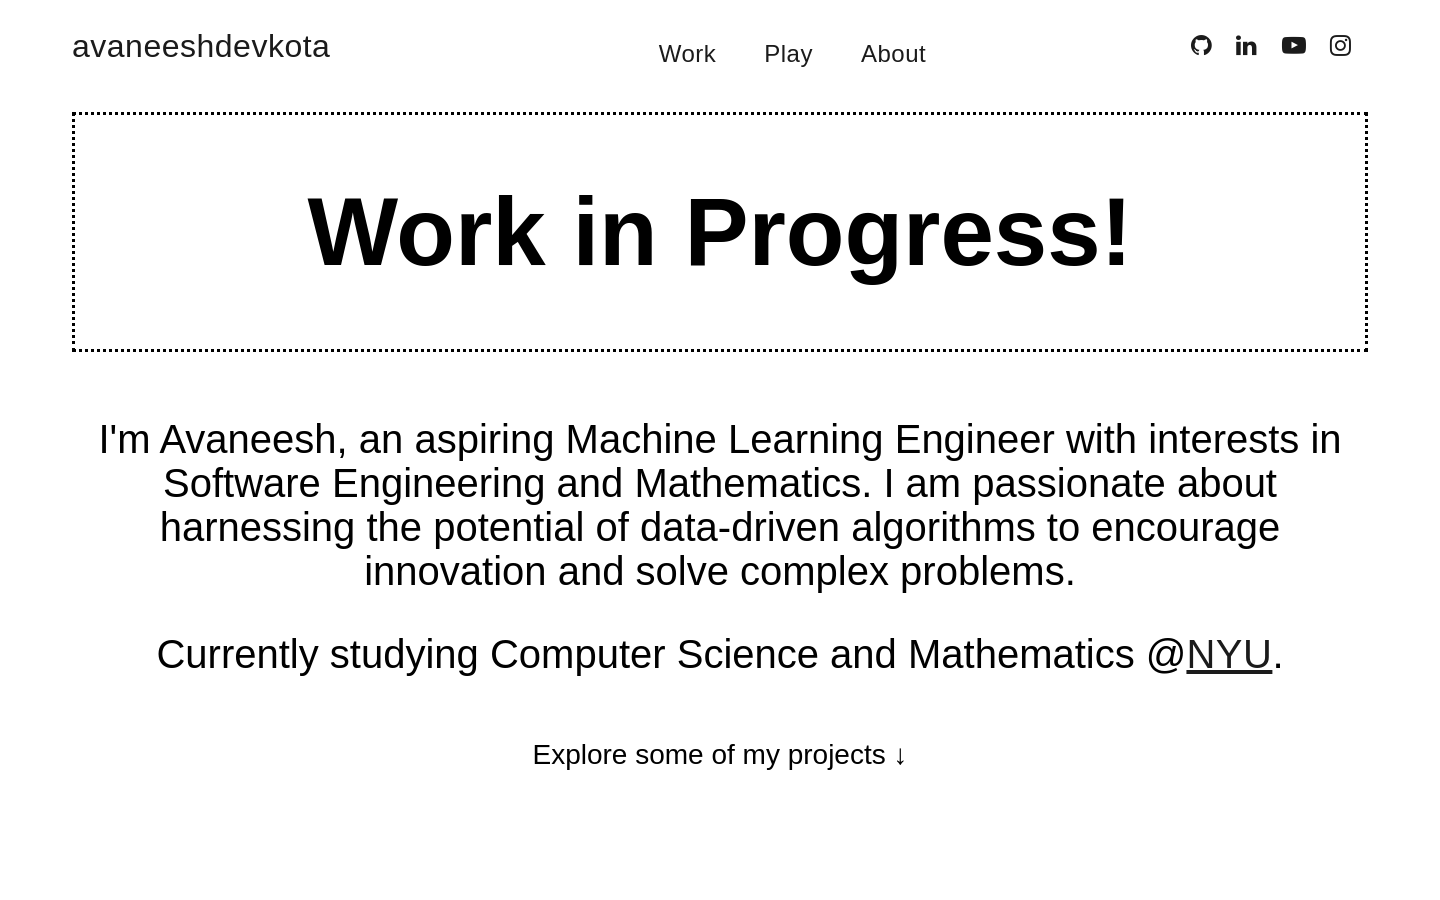 avaneeshdevkota
Work Play About
Work in Progress!
I'm Avaneesh, an aspiring Machine Learning Engineer with interests in
Software Engineering and Mathematics. I am passionate about
harnessing the potential of data-driven algorithms to encourage
innovation and solve complex problems.
Currently studying Computer Science and Mathematics @NYU.
Explore some of my projects ↓